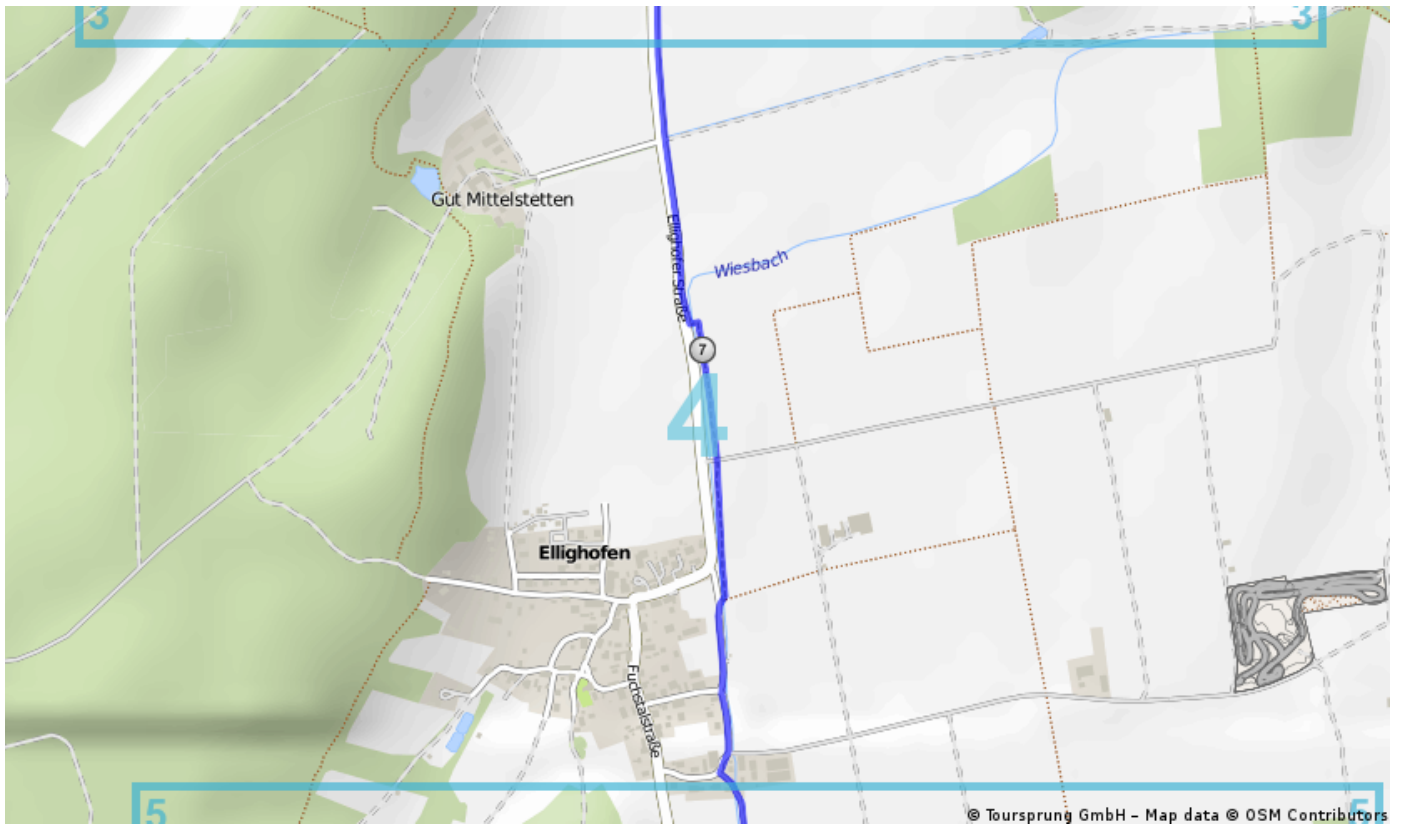 3 3
Gut Mittelstetten
Ellighofer Straße
Wiesbach
7
4
Ellighofen
Fuchstalstraße
5 5
© Toursprung GmbH – Map data © OSM Contributors